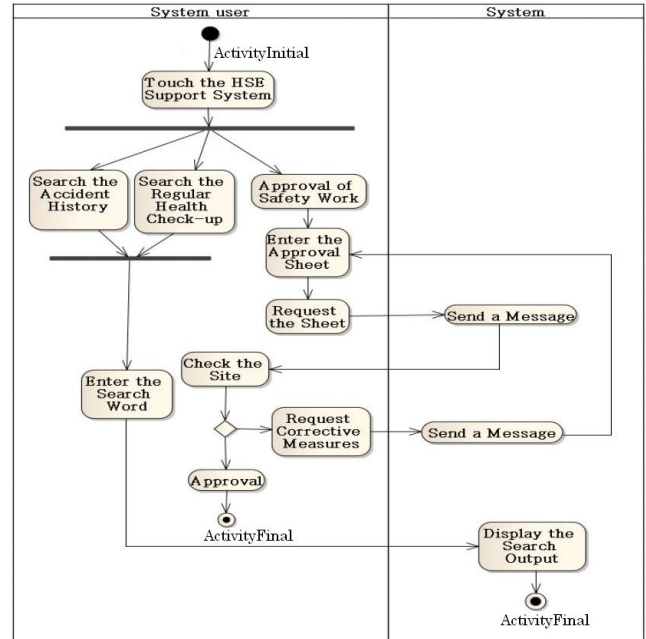 System user
System
ActivityInitial
Touch the HSE
Support System
Search the
Accident
History
Search the
Regular
Health
Check-up
Approval of
Safety Work
Enter the
Approval
Sheet
Request
the Sheet
Send a Message
Check the
Site
Enter the
Search
Word
Request
Corrective
Measures
Send a Message
Approval
ActivityFinal
Display the
Search
Output
ActivityFinal